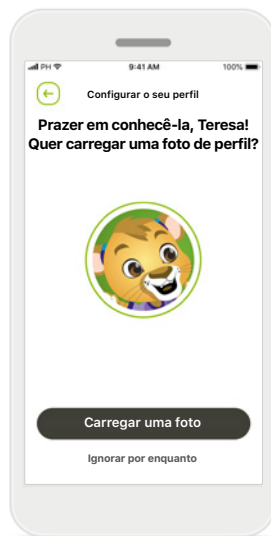 PH 9:41 AM 100%
Configurar o seu perfil
Prazer em conhecê-la, Teresa!
Quer carregar uma foto de perfil?
Carregar uma foto
Ignorar por enquanto